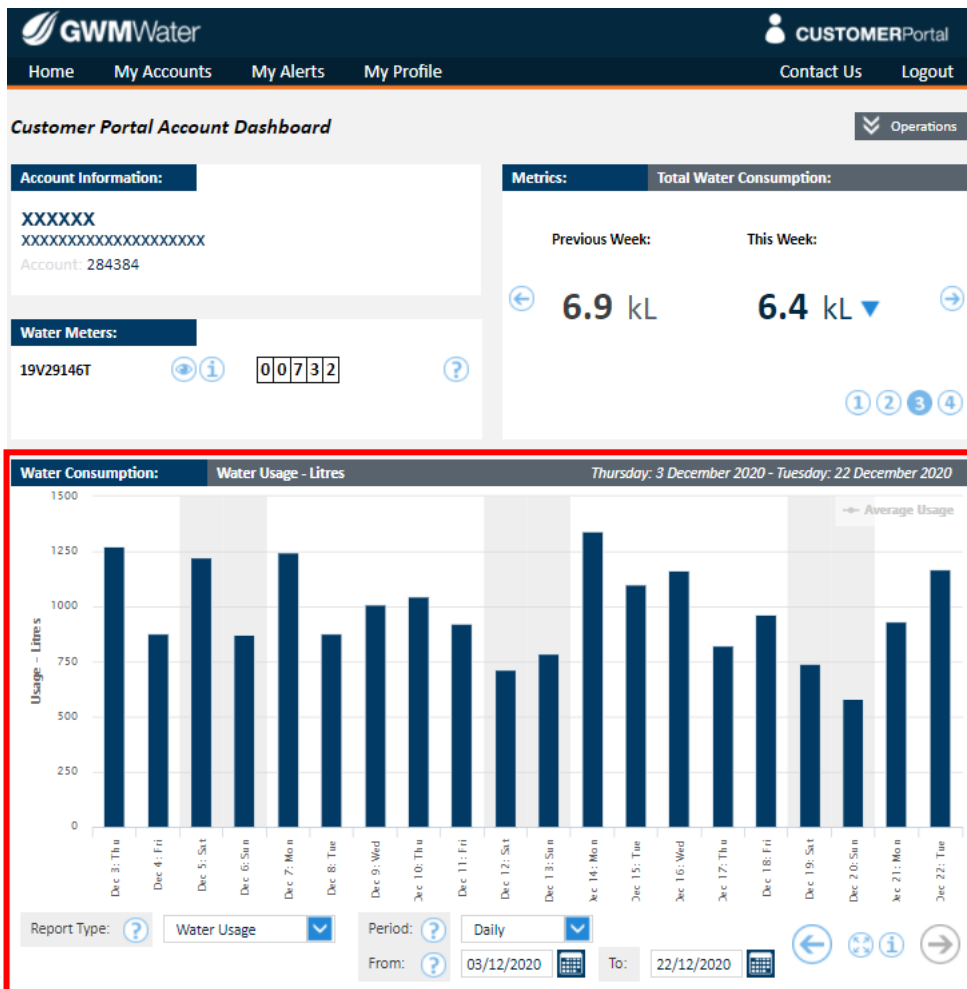 GWMWater
CUSTOMERPortal
Home My Accounts My Alerts My Profile Contact Us Logout
Customer Portal Account Dashboard
Operations
Account Information:
XXXXXX
XXXXXXXXXXXXXXXXXXXX
Account: 284384
Metrics: Total Water Consumption:
Previous Week: This Week:
6.9 kL 6.4 kL
1 2 3 4
Water Meters:
19V29146T i 00732 ?
Water Consumption: Water Usage - Litres Thursday: 3 December 2020 - Tuesday: 22 December 2020
Average Usage
Usage - Litres
1500
1250
1000
750
500
250
0
Dec 3: Thu
Dec 4: Fri
Dec 5: Sat
Dec 6: Sun
Dec 7: Mon
Dec 8: Tue
Dec 9: Wed
Dec 10: Thu
Dec 11: Fri
Dec 12: Sat
Dec 13: Sun
Dec 14: Mon
Dec 15: Tue
Dec 16: Wed
Dec 17: Thu
Dec 18: Fri
Dec 19: Sat
Dec 20: Sun
Dec 21: Mon
Dec 22: Tue
Report Type: ? Water Usage Period: ? Daily
From: ? 03/12/2020 To: 22/12/2020
i